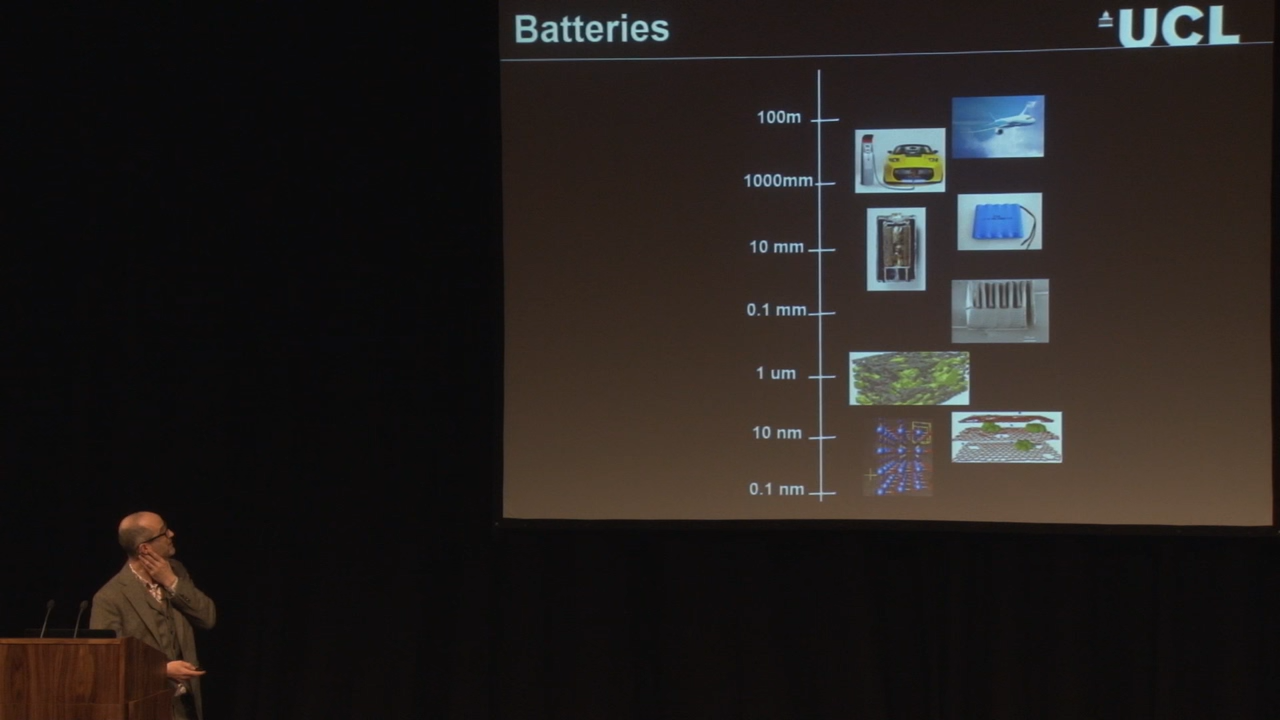 Batteries
UCL
100m
1000mm
10 mm
0.1 mm
1 um
10 nm
0.1 nm